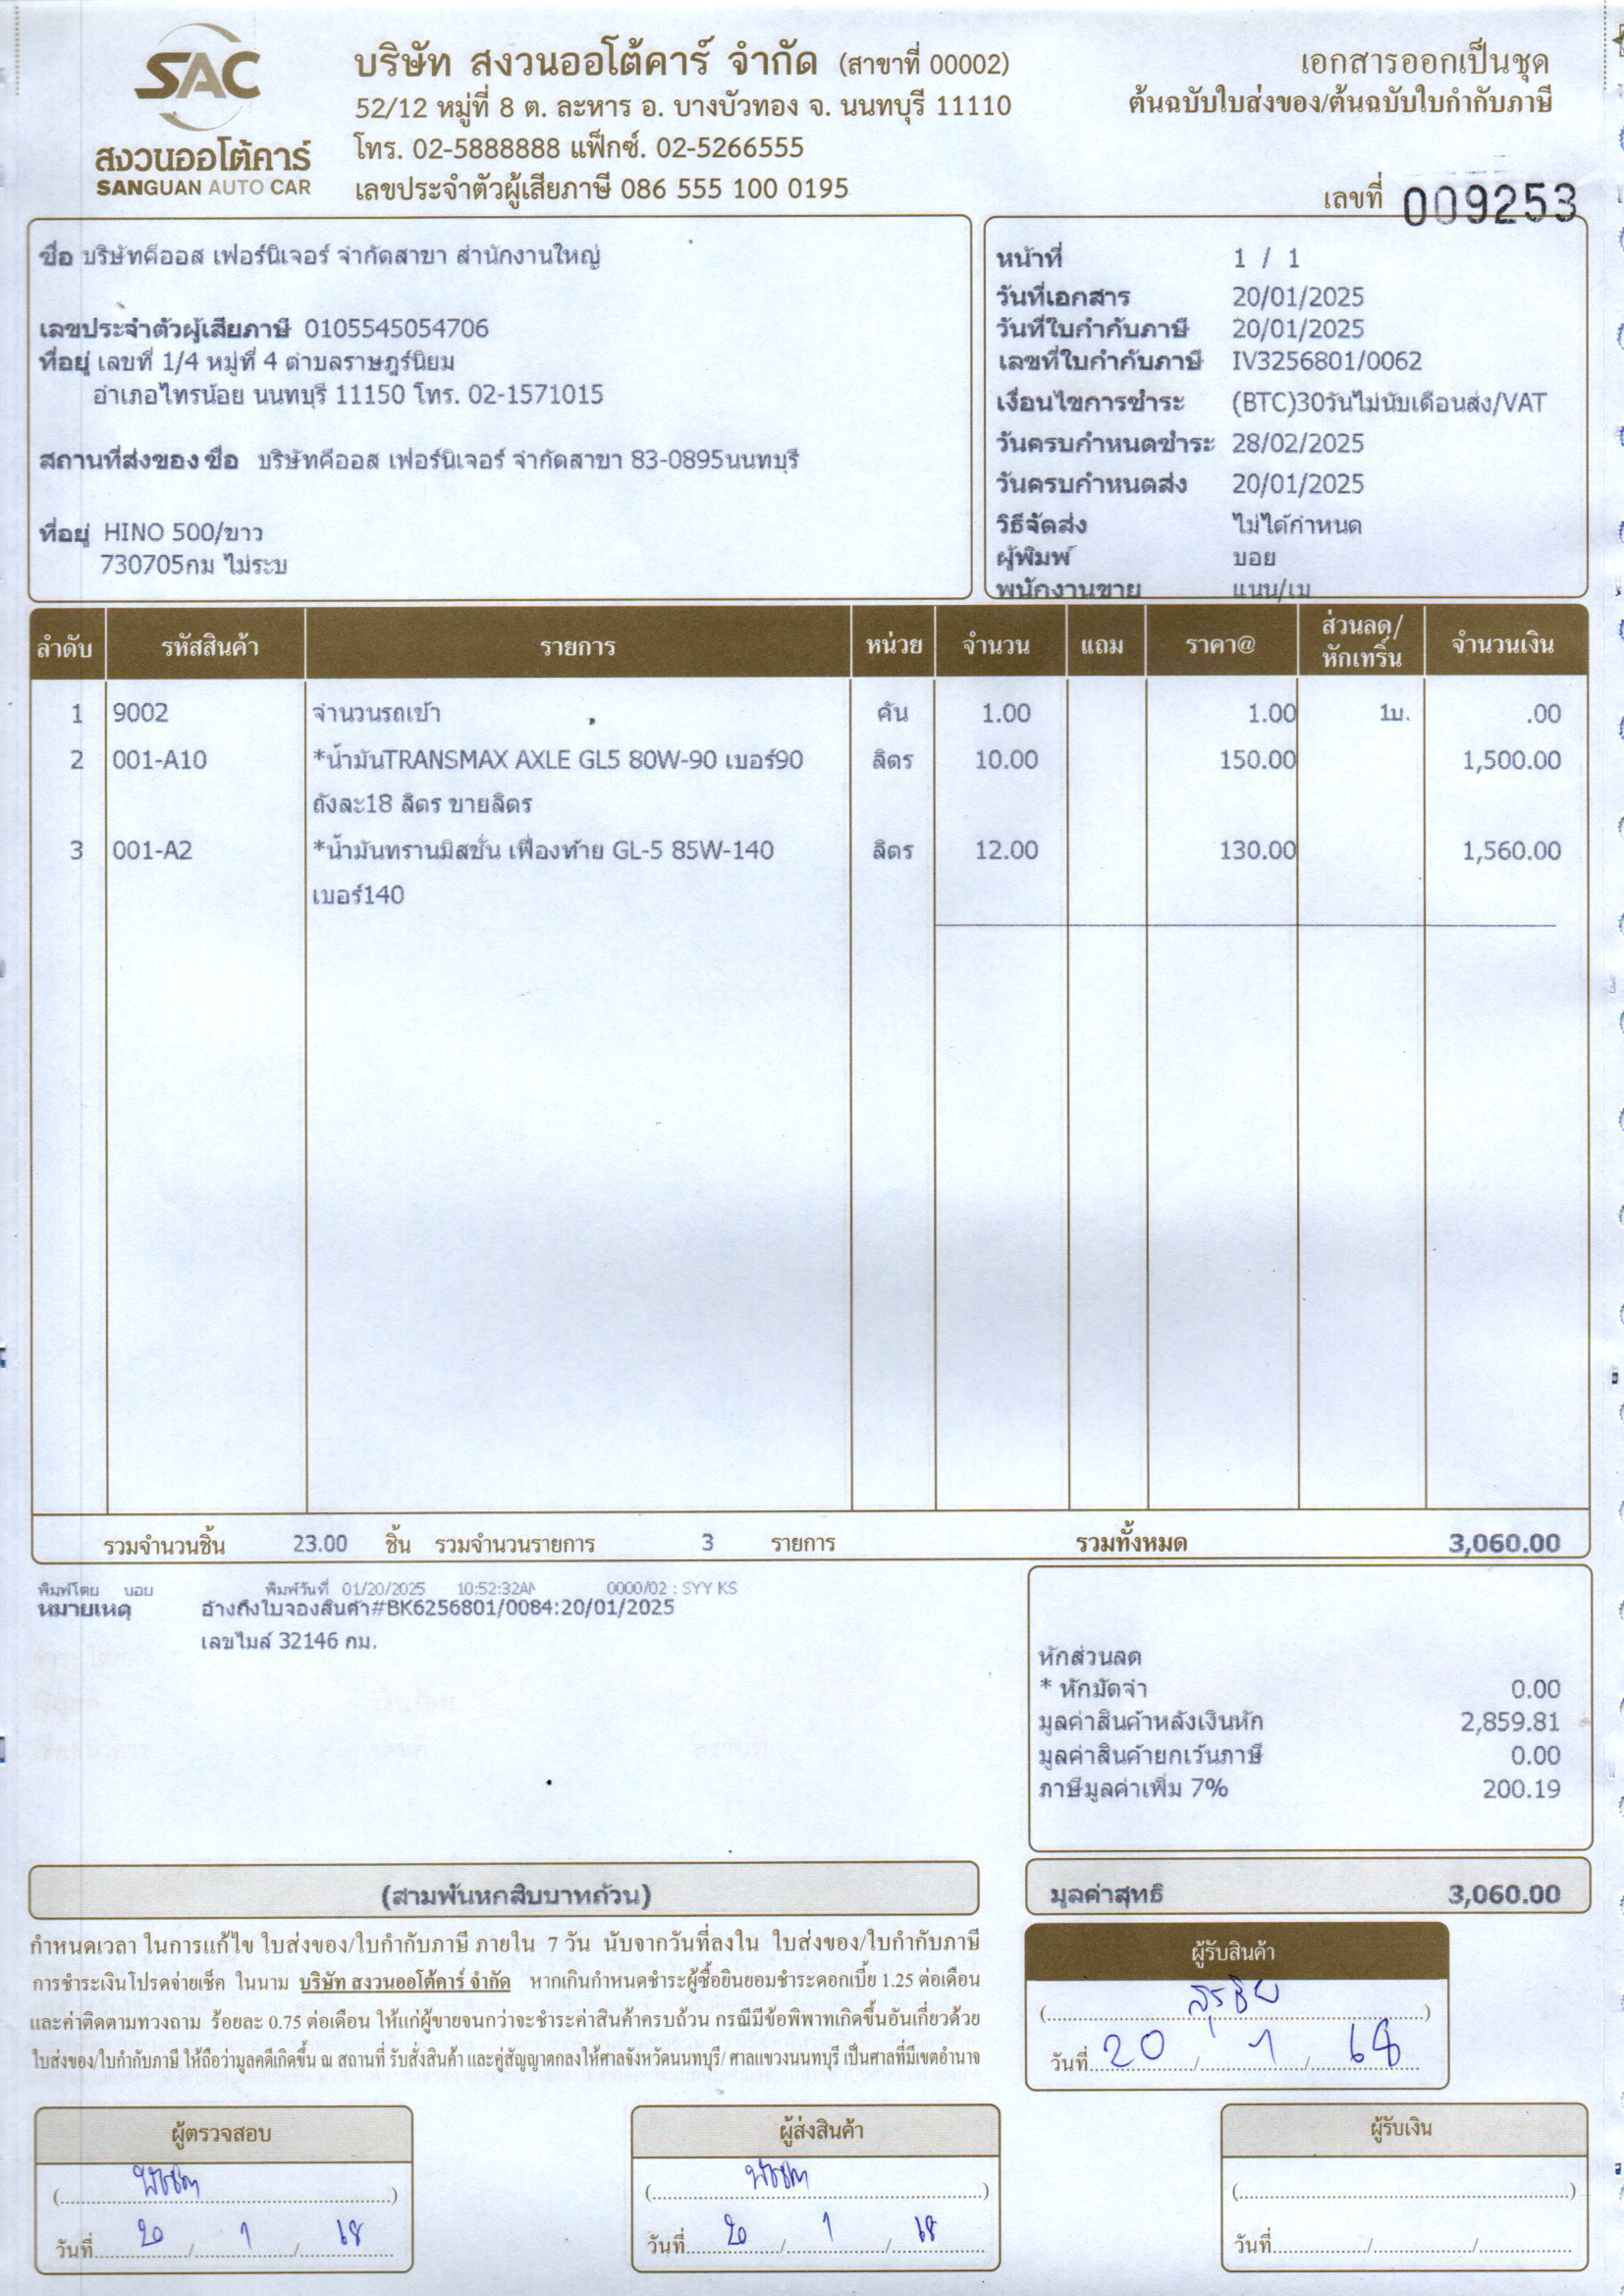 SAC
สงวนออโต้คาร์
SANGUAN AUTO CAR
บริษัท สงวนออโต้คาร์ จำกัด (สาขาที่ 00002)
52/12 หมู่ที่ 8 ต. ละหาร อ. บางบัวทอง จ. นนทบุรี 11110
โทร. 02-5888888 แฟ็กซ์. 02-5266555
เลขประจำตัวผู้เสียภาษี 086 555 100 0195
เอกสารออกเป็นชุด
ต้นฉบับใบส่งของ/ต้นฉบับใบกำกับภาษี
เลขที่ 009253
ชื่อ บริษัทคีออส เฟอร์นิเจอร์ จำกัดสาขา สำนักงานใหญ่
เลขประจำตัวผู้เสียภาษี 0105545054706
ที่อยู่ เลขที่ 1/4 หมู่ที่ 4 ตำบลราษฎร์นิยม
อำเภอไทรน้อย นนทบุรี 11150 โทร. 02-1571015
สถานที่ส่งของ ชื่อ บริษัทคีออส เฟอร์นิเจอร์ จำกัดสาขา 83-0895นนทบุรี
ที่อยู่ HINO 500/ขาว
730705กม ไม่ระบ
หน้าที่ 1 / 1
วันที่เอกสาร 20/01/2025
วันที่ใบกำกับภาษี 20/01/2025
เลขที่ใบกำกับภาษี IV3256801/0062
เงื่อนไขการชำระ (BTC)30วันไม่นับเดือนส่ง/VAT
วันครบกำหนดชำระ 28/02/2025
วันครบกำหนดส่ง 20/01/2025
วิธีจัดส่ง ไม่ได้กำหนด
ผู้พิมพ์ บอย
พนักงานขาย แนน/เม
ลำดับ รหัสสินค้า รายการ หน่วย จำนวน แถม ราคา@ ส่วนลด/หักเทริ์น จำนวนเงิน
1 9002 จำนวนรถเข้า คัน 1.00 1.00 1บ. .00
2 001-A10 *น้ำมันTRANSMAX AXLE GL5 80W-90 เบอร์90 ลิตร 10.00 150.00 1,500.00
ถังละ18 ลิตร ขายลิตร
3 001-A2 *น้ำมันทรานมิสชั่น เฟืองท้าย GL-5 85W-140 ลิตร 12.00 130.00 1,560.00
เบอร์140
รวมจำนวนชิ้น 23.00 ชิ้น รวมจำนวนรายการ 3 รายการ รวมทั้งหมด 3,060.00
พิมพ์โดย บอย พิมพ์วันที่ 01/20/2025 10:52:32AM 0000/02 : SYY KS
หมายเหตุ อ้างถึงใบจองสินค้า#BK6256801/0084:20/01/2025
เลขไมล์ 32146 กม.
หักส่วนลด
* หักมัดจำ 0.00
มูลค่าสินค้าหลังเงินหัก 2,859.81
มูลค่าสินค้ายกเว้นภาษี 0.00
ภาษีมูลค่าเพิ่ม 7% 200.19
(สามพันหกสิบบาทถ้วน)
มูลค่าสุทธิ 3,060.00
กำหนดเวลา ในการแก้ไข ใบส่งของ/ใบกำกับภาษี ภายใน 7 วัน นับจากวันที่ลงใน ใบส่งของ/ใบกำกับภาษี
การชำระเงินโปรดจ่ายเช็ค ในนาม บริษัท สงวนออโต้คาร์ จำกัด หากเกินกำหนดชำระผู้ซื้อยินยอมชำระดอกเบี้ย 1.25 ต่อเดือน
และค่าติดตามทวงถาม ร้อยละ 0.75 ต่อเดือน ให้แก่ผู้ขายจนกว่าจะชำระค่าสินค้าครบถ้วน กรณีมีข้อพิพาทเกิดขึ้นอันเกี่ยวด้วย
ใบส่งของ/ใบกำกับภาษี ให้ถือว่ามูลคดีเกิดขึ้น ณ สถานที่ รับสั่งสินค้า และคู่สัญญาตกลงให้ศาลจังหวัดนนทบุรี/ ศาลแขวงนนทบุรี เป็นศาลที่มีเขตอำนาจ
ผู้รับสินค้า
(สุรชัย)
วันที่ 20 / 1 / 68
ผู้ตรวจสอบ
วันที่ 20 / 1 / 68
ผู้ส่งสินค้า
วันที่ 20 / 1 / 68
ผู้รับเงิน
วันที่ / /